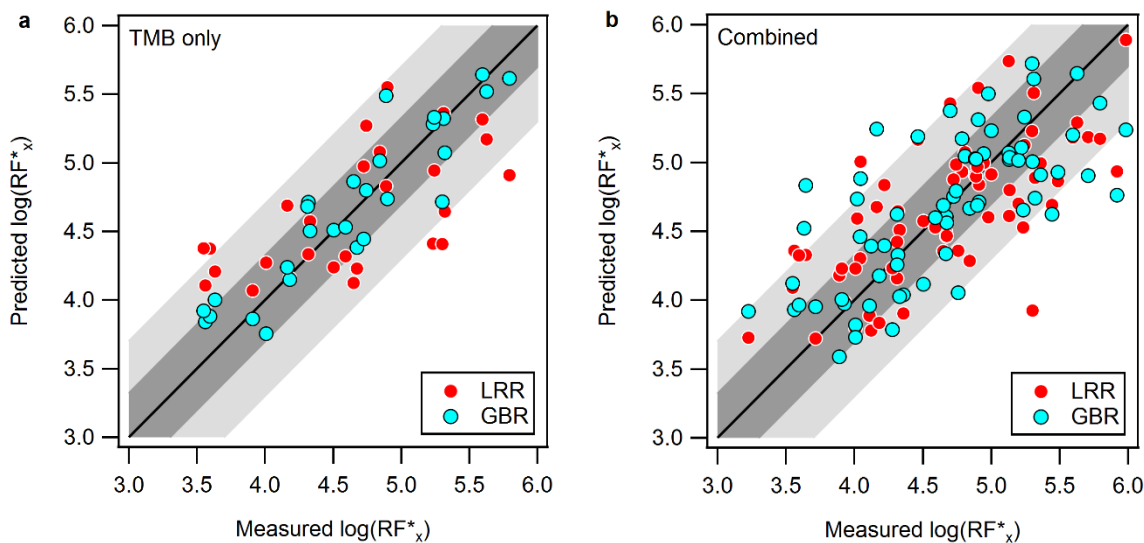 a
TMB only
6.0
5.5
5.0
4.5
4.0
3.5
3.0
Predicted log(RF*x)
LRR
GBR
3.0 3.5 4.0 4.5 5.0 5.5 6.0
Measured log(RF*x)
b
Combined
6.0
5.5
5.0
4.5
4.0
3.5
3.0
Predicted log(RF*x)
LRR
GBR
3.0 3.5 4.0 4.5 5.0 5.5 6.0
Measured log(RF*x)